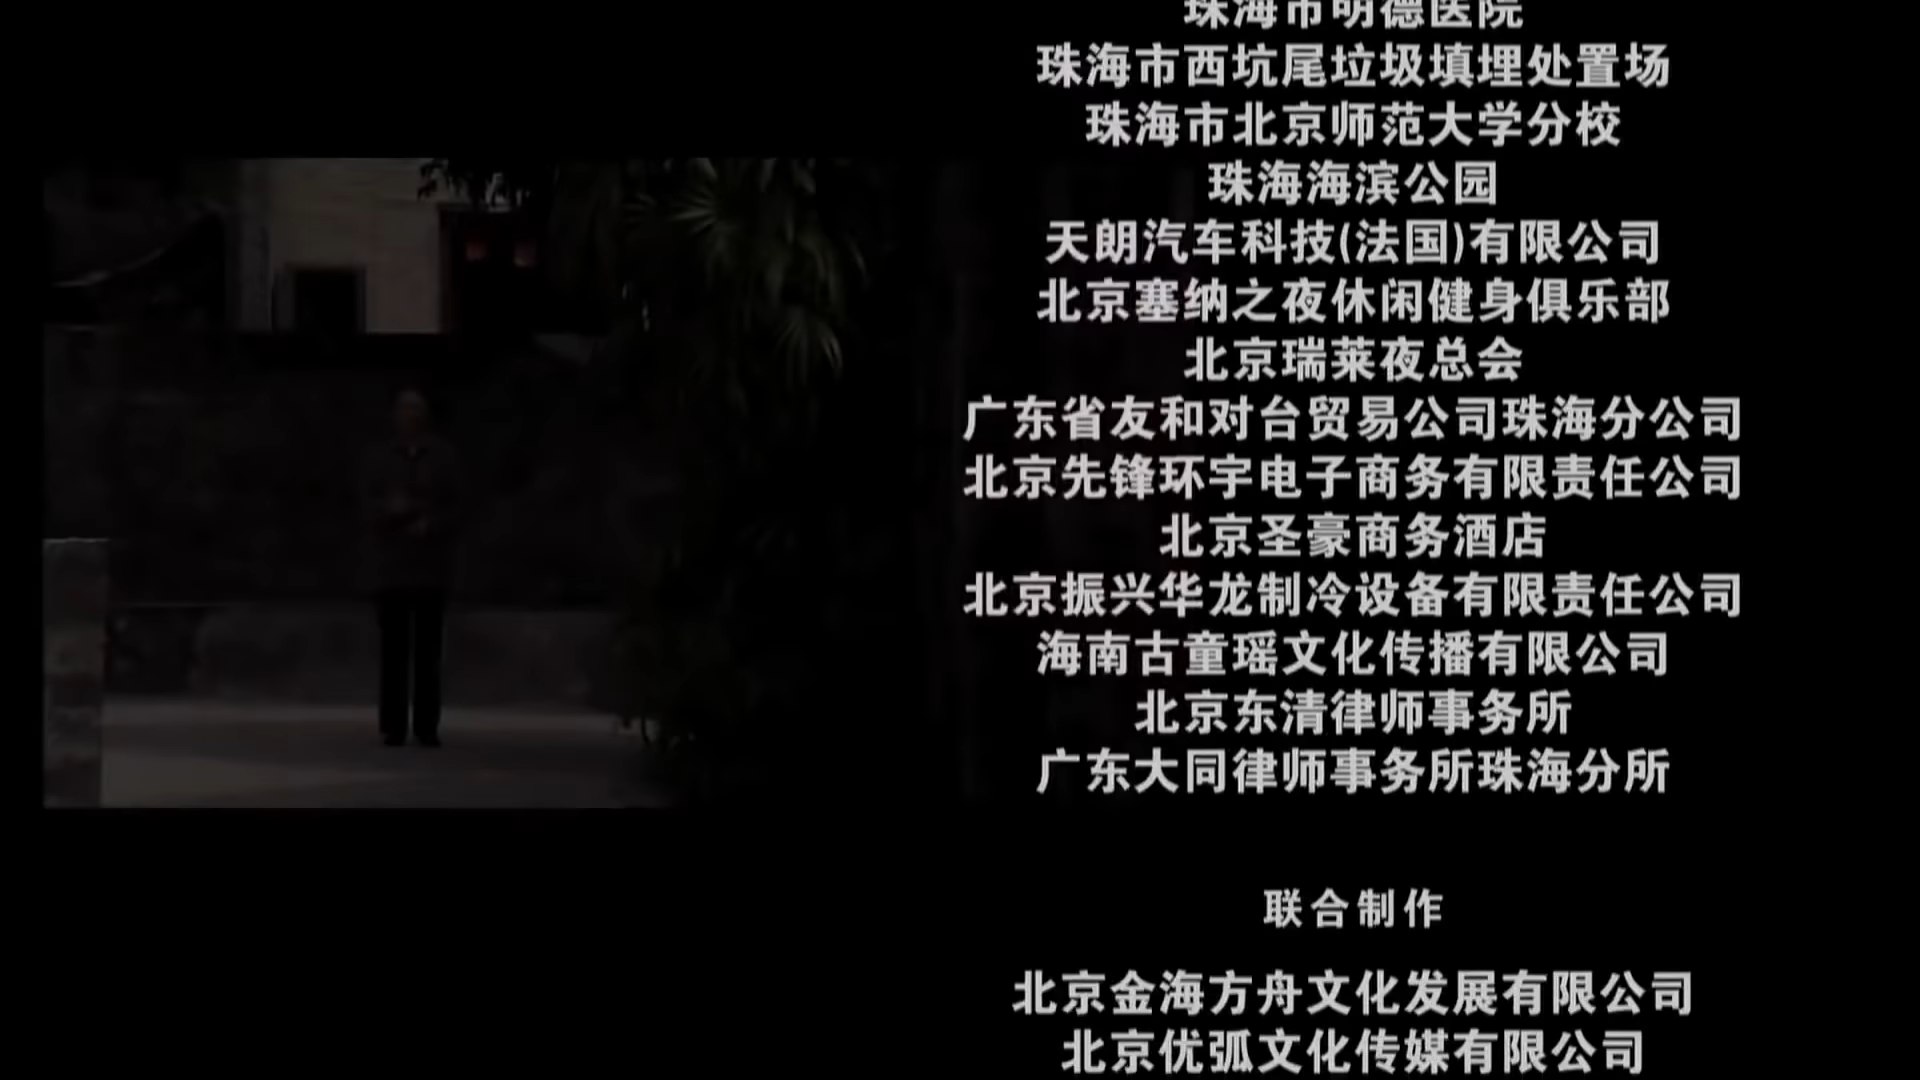 珠海市明德医院
珠海市西坑尾垃圾填埋处置场
珠海市北京师范大学分校
珠海海滨公园
天朗汽车科技(法国)有限公司
北京塞纳之夜休闲健身俱乐部
北京瑞莱夜总会
广东省友和对台贸易公司珠海分公司
北京先锋环宇电子商务有限责任公司
北京圣豪商务酒店
北京振兴华龙制冷设备有限责任公司
海南古童瑶文化传播有限公司
北京东清律师事务所
广东大同律师事务所珠海分所
联合制作
北京金海方舟文化发展有限公司
北京优弧文化传媒有限公司